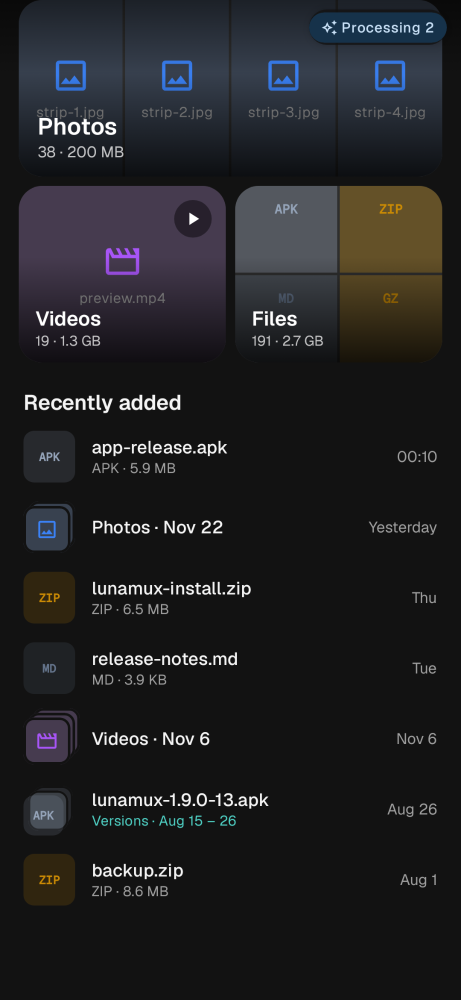 Processing 2
strip-1.jpg
strip-2.jpg
strip-3.jpg
strip-4.jpg
Photos
38 · 200 MB
preview.mp4
Videos
19 · 1.3 GB
APK
ZIP
MD
GZ
Files
191 · 2.7 GB
Recently added
APK
app-release.apk
APK · 5.9 MB
00:10
Photos · Nov 22
Yesterday
ZIP
lunamux-install.zip
ZIP · 6.5 MB
Thu
MD
release-notes.md
MD · 3.9 KB
Tue
Videos · Nov 6
Nov 6
APK
lunamux-1.9.0-13.apk
Versions · Aug 15 – 26
Aug 26
ZIP
backup.zip
ZIP · 8.6 MB
Aug 1